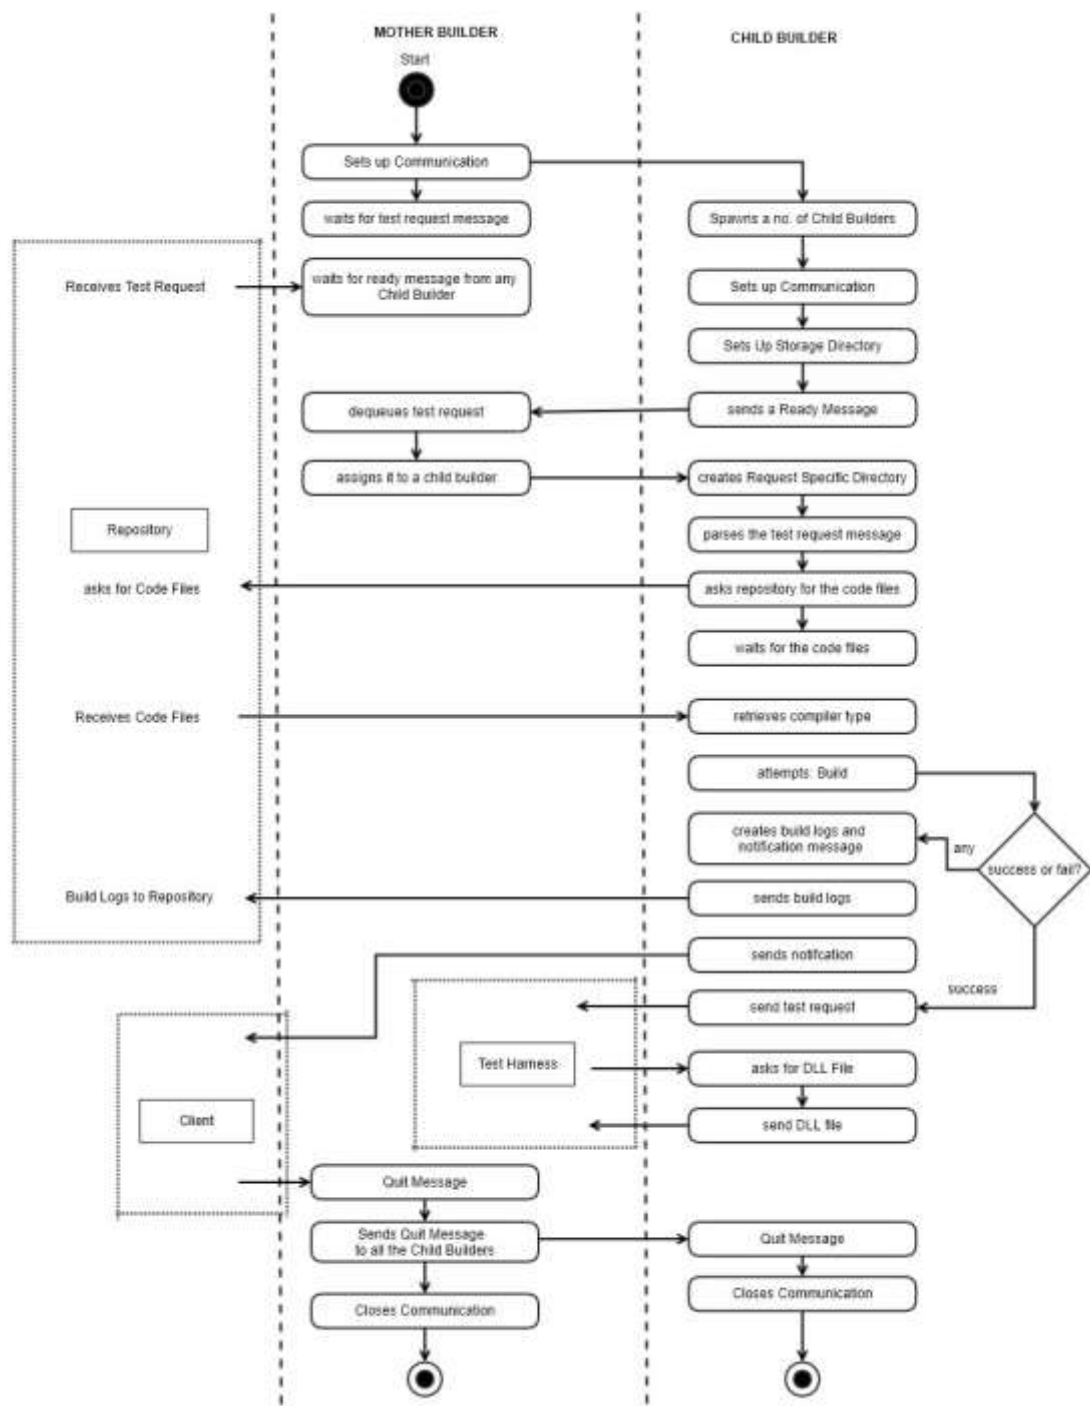 MOTHER BUILDER
CHILD BUILDER
Start
Sets up Communication
waits for test request message
Spawns a no. of Child Builders
Receives Test Request
waits for ready message from any
Child Builder
Sets up Communication
Sets Up Storage Directory
dequeues test request
sends a Ready Message
assigns it to a child builder
creates Request Specific Directory
Repository
parses the test request message
asks for Code Files
asks repository for the code files
waits for the code files
Receives Code Files
retrieves compiler type
attempts: Build
creates build logs and
notification message
any
success or fail?
Build Logs to Repository
sends build logs
sends notifcation
success
send test request
Test Harness
asks for DLL File
Client
send DLL file
Quit Message
Sends Quit Message
to all the Child Builders
Quit Message
Closes Communication
Closes Communication